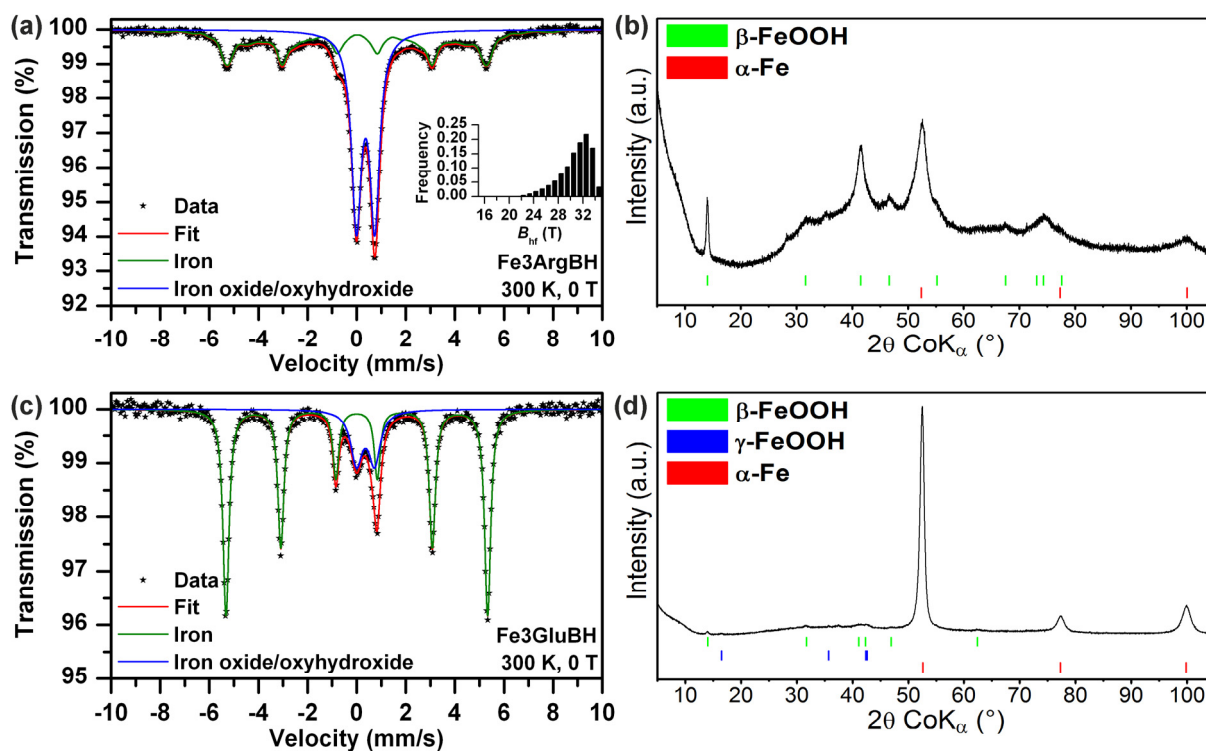 (a)
100
99
98
97
96
95
94
93
92
Transmission (%)
Data
Fit
Iron
Iron oxide/oxyhydroxide
0.25
0.20
0.15
0.10
0.05
0.00
Frequency
16 20 24 28 32
Bhf (T)
Fe3ArgBH
300 K, 0 T
-10 -8 -6 -4 -2 0 2 4 6 8 10
Velocity (mm/s)
(b)
β-FeOOH
α-Fe
Intensity (a.u.)
10 20 30 40 50 60 70 80 90 100
2θ CoKα (°)
(c)
100
99
98
97
96
95
Transmission (%)
Data
Fit
Iron
Iron oxide/oxyhydroxide
Fe3GluBH
300 K, 0 T
-10 -8 -6 -4 -2 0 2 4 6 8 10
Velocity (mm/s)
(d)
β-FeOOH
γ-FeOOH
α-Fe
Intensity (a.u.)
10 20 30 40 50 60 70 80 90 100
2θ CoKα (°)